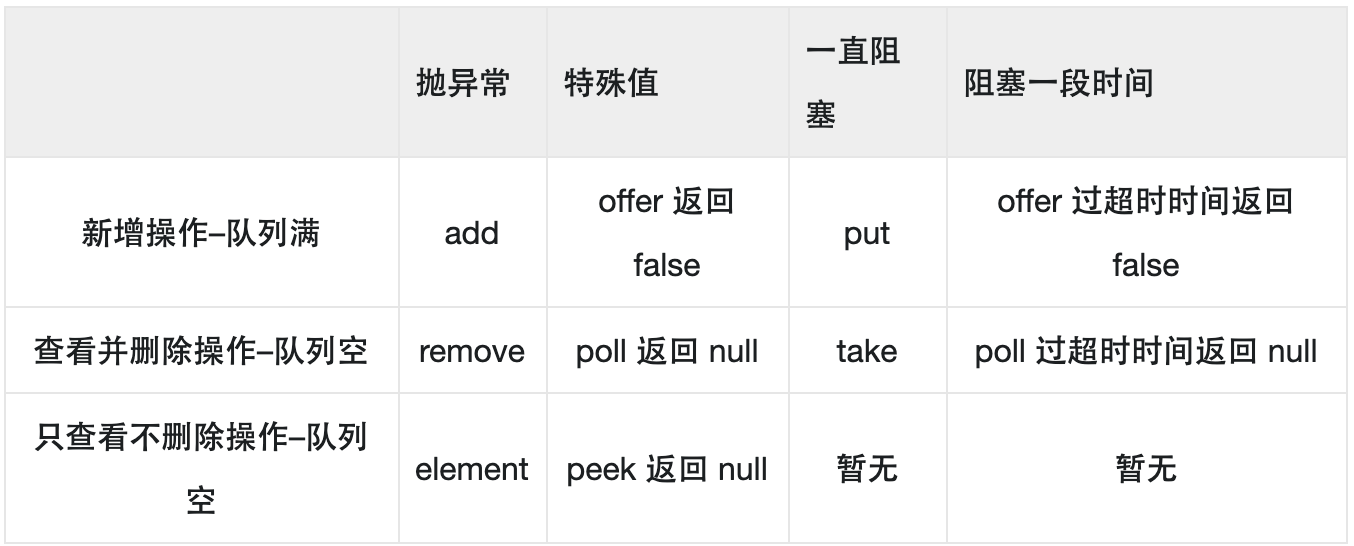 抛异常 特殊值 一直阻塞 阻塞一段时间
新增操作–队列满 add offer 返回 false put offer 过超时时间返回 false
查看并删除操作–队列空 remove poll 返回 null take poll 过超时时间返回 null
只查看不删除操作–队列空 element peek 返回 null 暂无 暂无